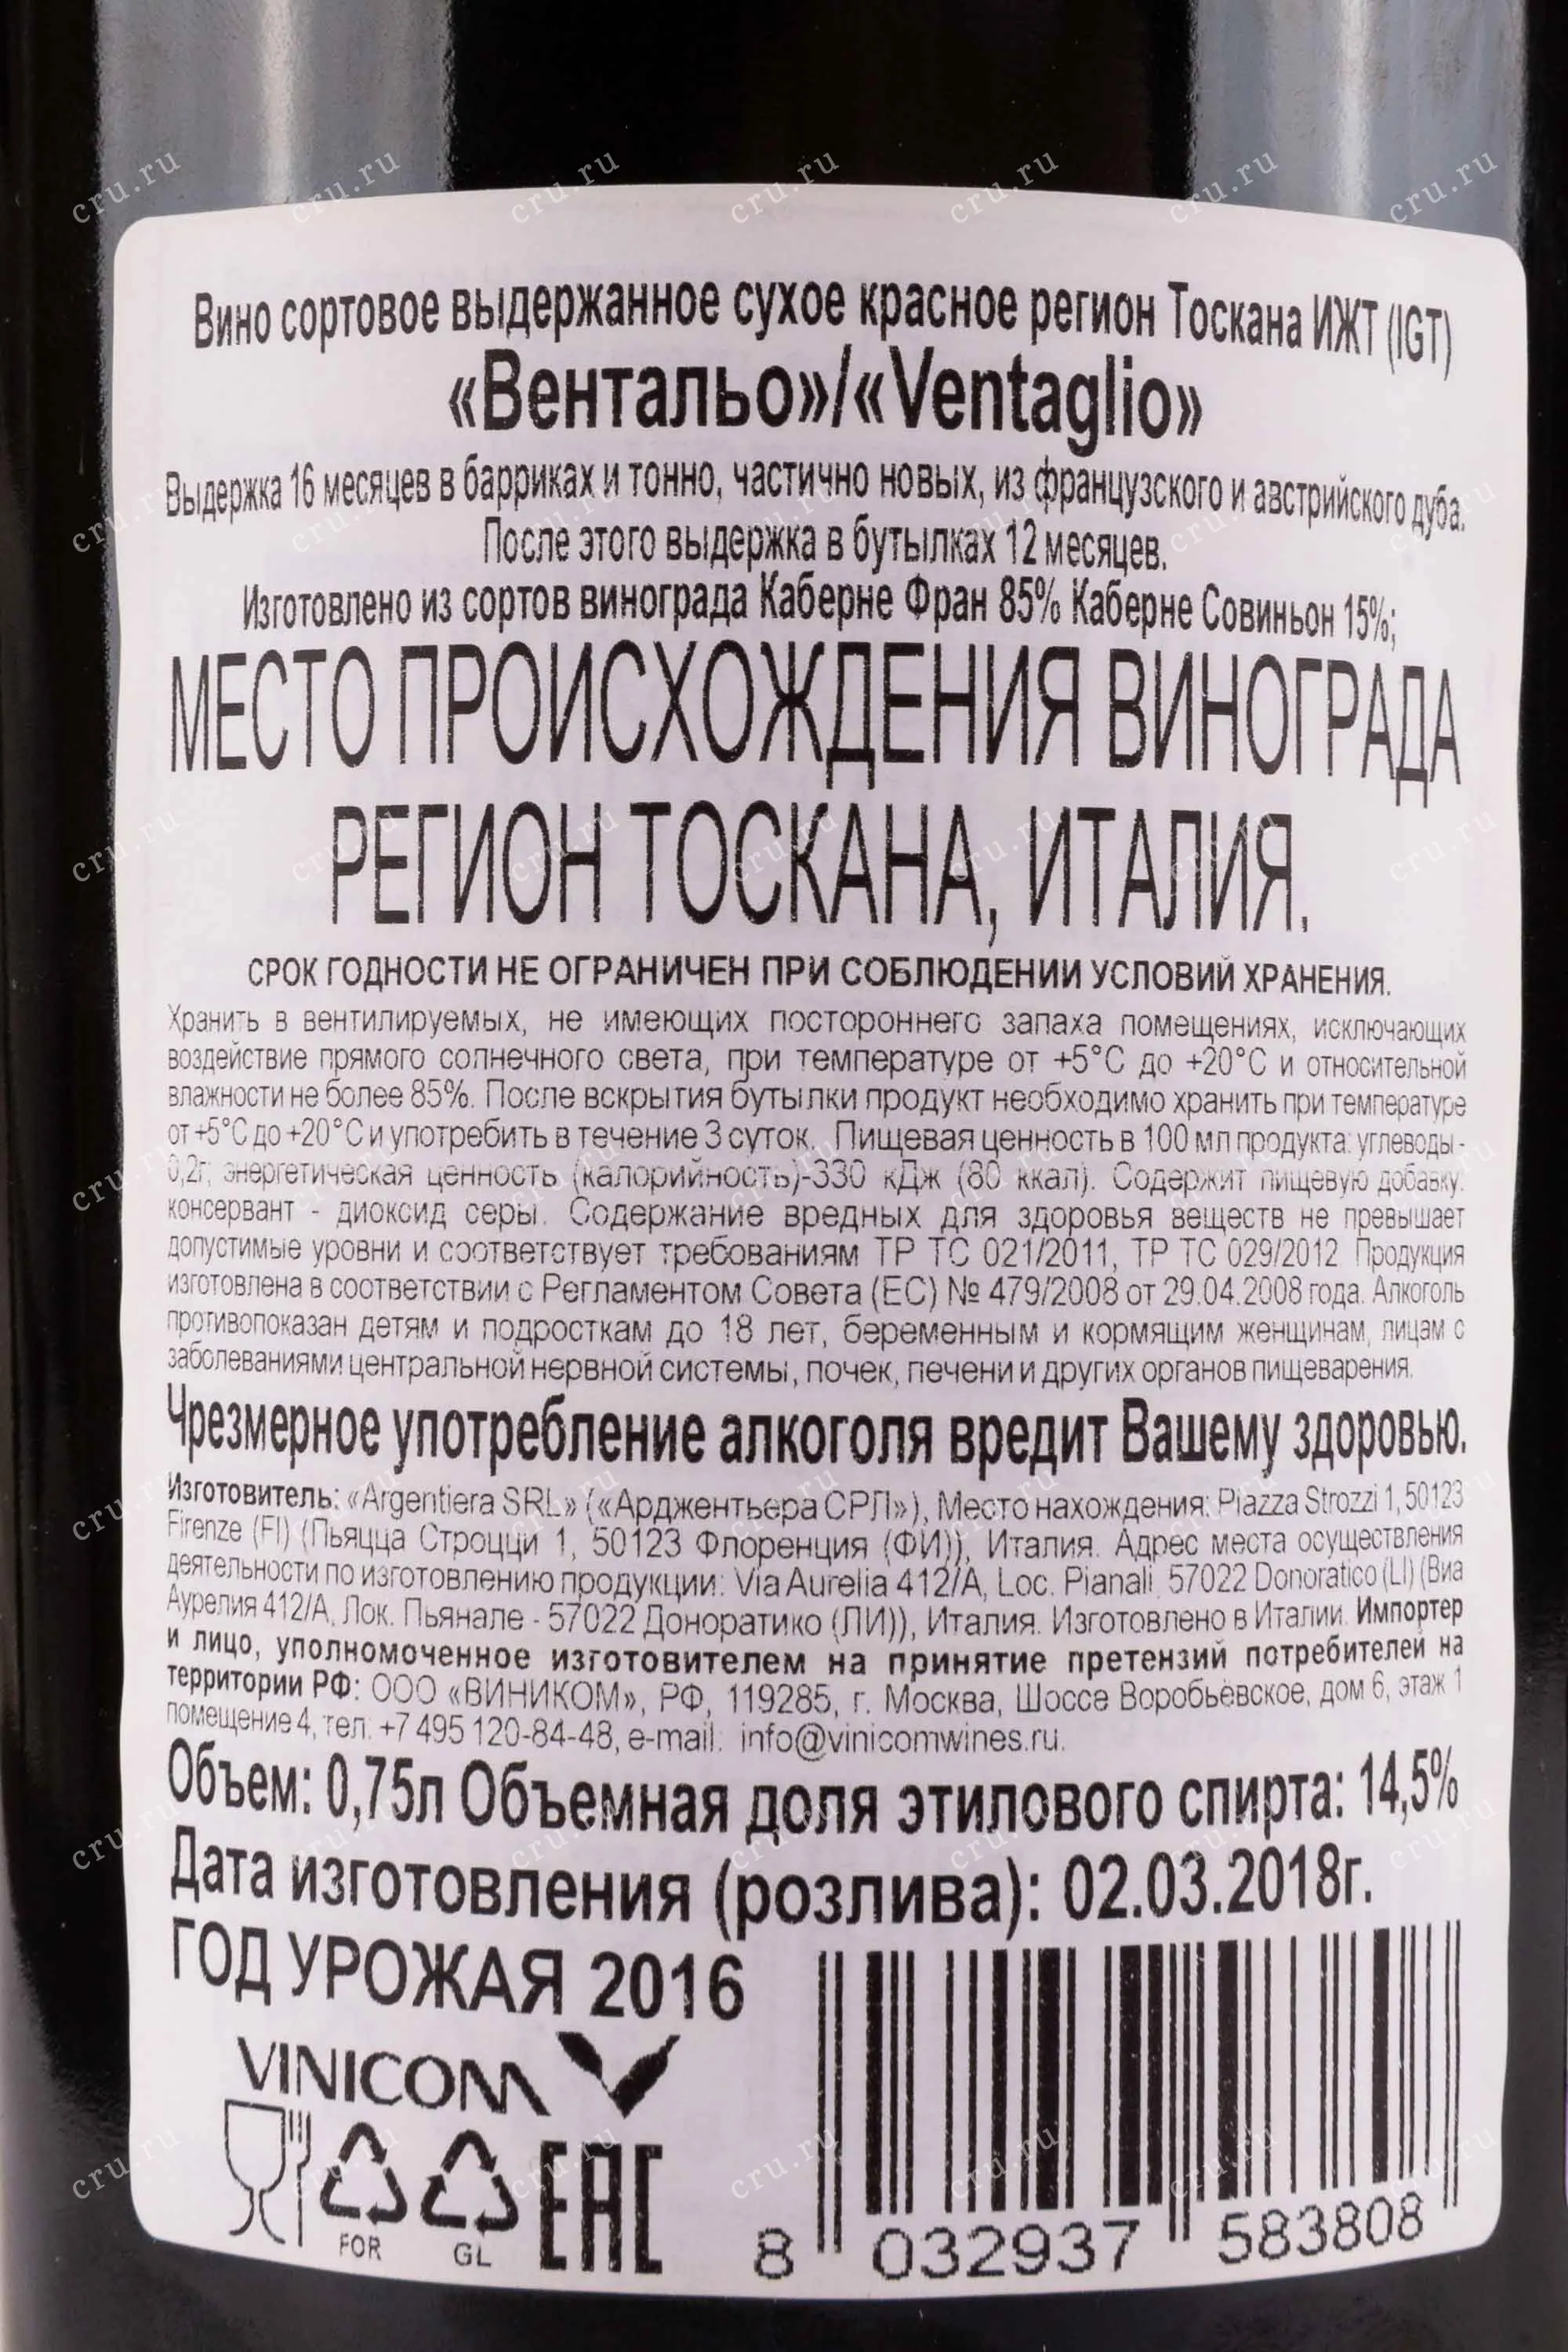 Вино сортовое выдержанное сухое красное регион Тоскана ИЖТ (IGT)
«Вентальо»/«Ventaglio»
Выдержка 16 месяцев в барриках и тонно, частично новых, из французского и австрийского дуба.
После этого выдержка в бутылках 12 месяцев.
Изготовлено из сортов винограда Каберне Фран 85% Каберне Совиньон 15%;
МЕСТО ПРОИСХОЖДЕНИЯ ВИНОГРАДА
РЕГИОН ТОСКАНА, ИТАЛИЯ.
СРОК ГОДНОСТИ НЕ ОГРАНИЧЕН ПРИ СОБЛЮДЕНИИ УСЛОВИЙ ХРАНЕНИЯ.
Хранить в вентилируемых, не имеющих постороннего запаха помещениях, исключающих
воздействие прямого солнечного света, при температуре от +5°C до +20°C и относительной
влажности не более 85%. После вскрытия бутылки продукт необходимо хранить при температуре
от +5°C до +20°C и употребить в течение 3 суток. Пищевая ценность в 100 мл продукта: углеводы -
0,2г; энергетическая ценность (калорийность)-330 кДж (80 ккал). Содержит пищевую добавку:
консервант - диоксид серы. Содержание вредных для здоровья веществ не превышает
допустимые уровни и соответствует требованиям ТР ТС 021/2011, ТР ТС 029/2012 Продукция
изготовлена в соответствии с Регламентом Совета (ЕС) № 479/2008 от 29.04.2008 года. Алкоголь
противопоказан детям и подросткам до 18 лет, беременным и кормящим женщинам, лицам с
заболеваниями центральной нервной системы, почек, печени и других органов пищеварения.
Чрезмерное употребление алкоголя вредит Вашему здоровью.
Изготовитель: «Argentiera SRL» («Арджентьера СРЛ»), Место нахождения: Piazza Strozzi 1, 50123
Firenze (FI) (Пьяцца Строцци 1, 50123 Флоренция (ФИ)), Италия. Адрес места осуществления
деятельности по изготовлению продукции: Via Aurelia 412/A, Loc. Pianali, 57022 Donoratico (LI) (Виа
Аурелия 412/А, Лок. Пьянале - 57022 Доноратико (ЛИ)), Италия. Изготовлено в Италии. Импортер
и лицо, уполномоченное изготовителем на принятие претензий потребителей на
территории РФ: ООО «ВИНИКОМ», РФ, 119285, г. Москва, Шоссе Воробьёвское, дом 6, этаж 1
помещение 4, тел. +7 495 120-84-48, e-mail: info@vinicomwines.ru.
Объем: 0,75л Объемная доля этилового спирта: 14,5%
Дата изготовления (розлива): 02.03.2018г.
ГОД УРОЖАЯ 2016
VINICOM
FOR GL EAC
8 032937 583808